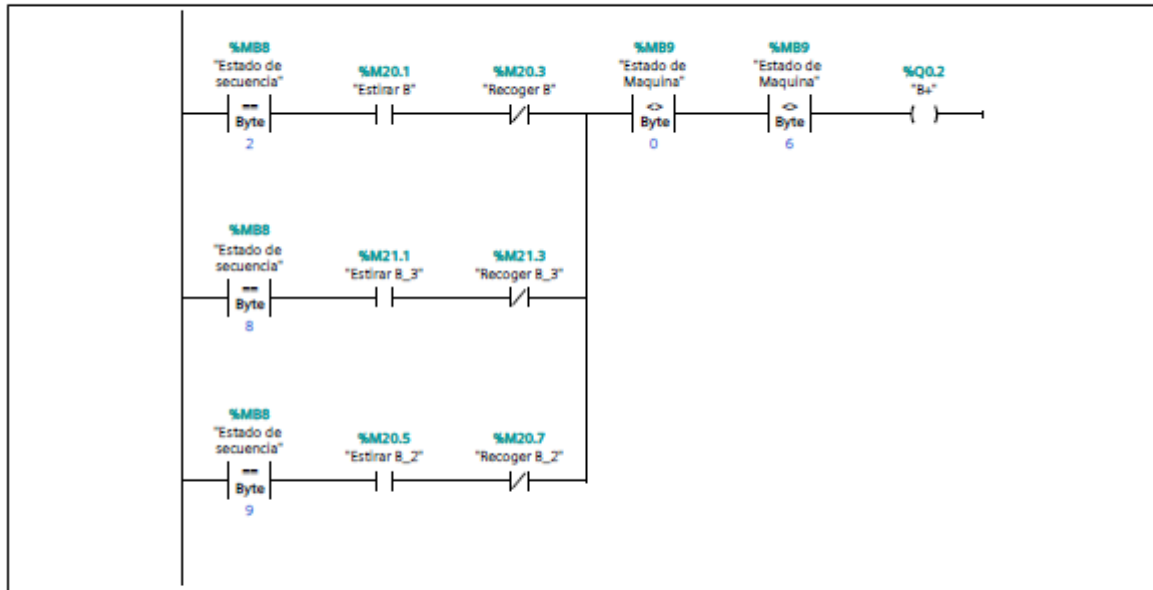 %MB8
"Estado de
secuencia"
==
Byte
2
%M20.1
"Estirar B"
%M20.3
"Recoger B"
%MB9
"Estado de
Maquina"
<>
Byte
0
%MB9
"Estado de
Maquina"
<>
Byte
6
%Q0.2
"B+"
%MB8
"Estado de
secuencia"
==
Byte
8
%M21.1
"Estirar B_3"
%M21.3
"Recoger B_3"
%MB8
"Estado de
secuencia"
==
Byte
9
%M20.5
"Estirar B_2"
%M20.7
"Recoger B_2"